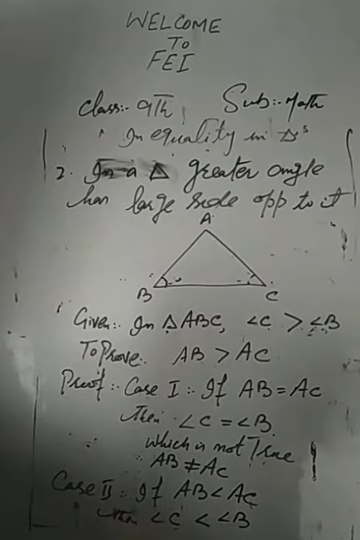 WELCOME
To
FEI
Class:- 9Th, Sub:- Math
Inequality in Δs
2. In a Δ greater angle
has large side opp to it
A
B C
Given:. In Δ ABC, ∠C > ∠B
To Prove:. AB > AC
Proof:. Case I : If AB = AC
then ∠C = ∠B
Which is not True
∴ AB ≠ AC
Case II : If AB < AC
then ∠C < ∠B